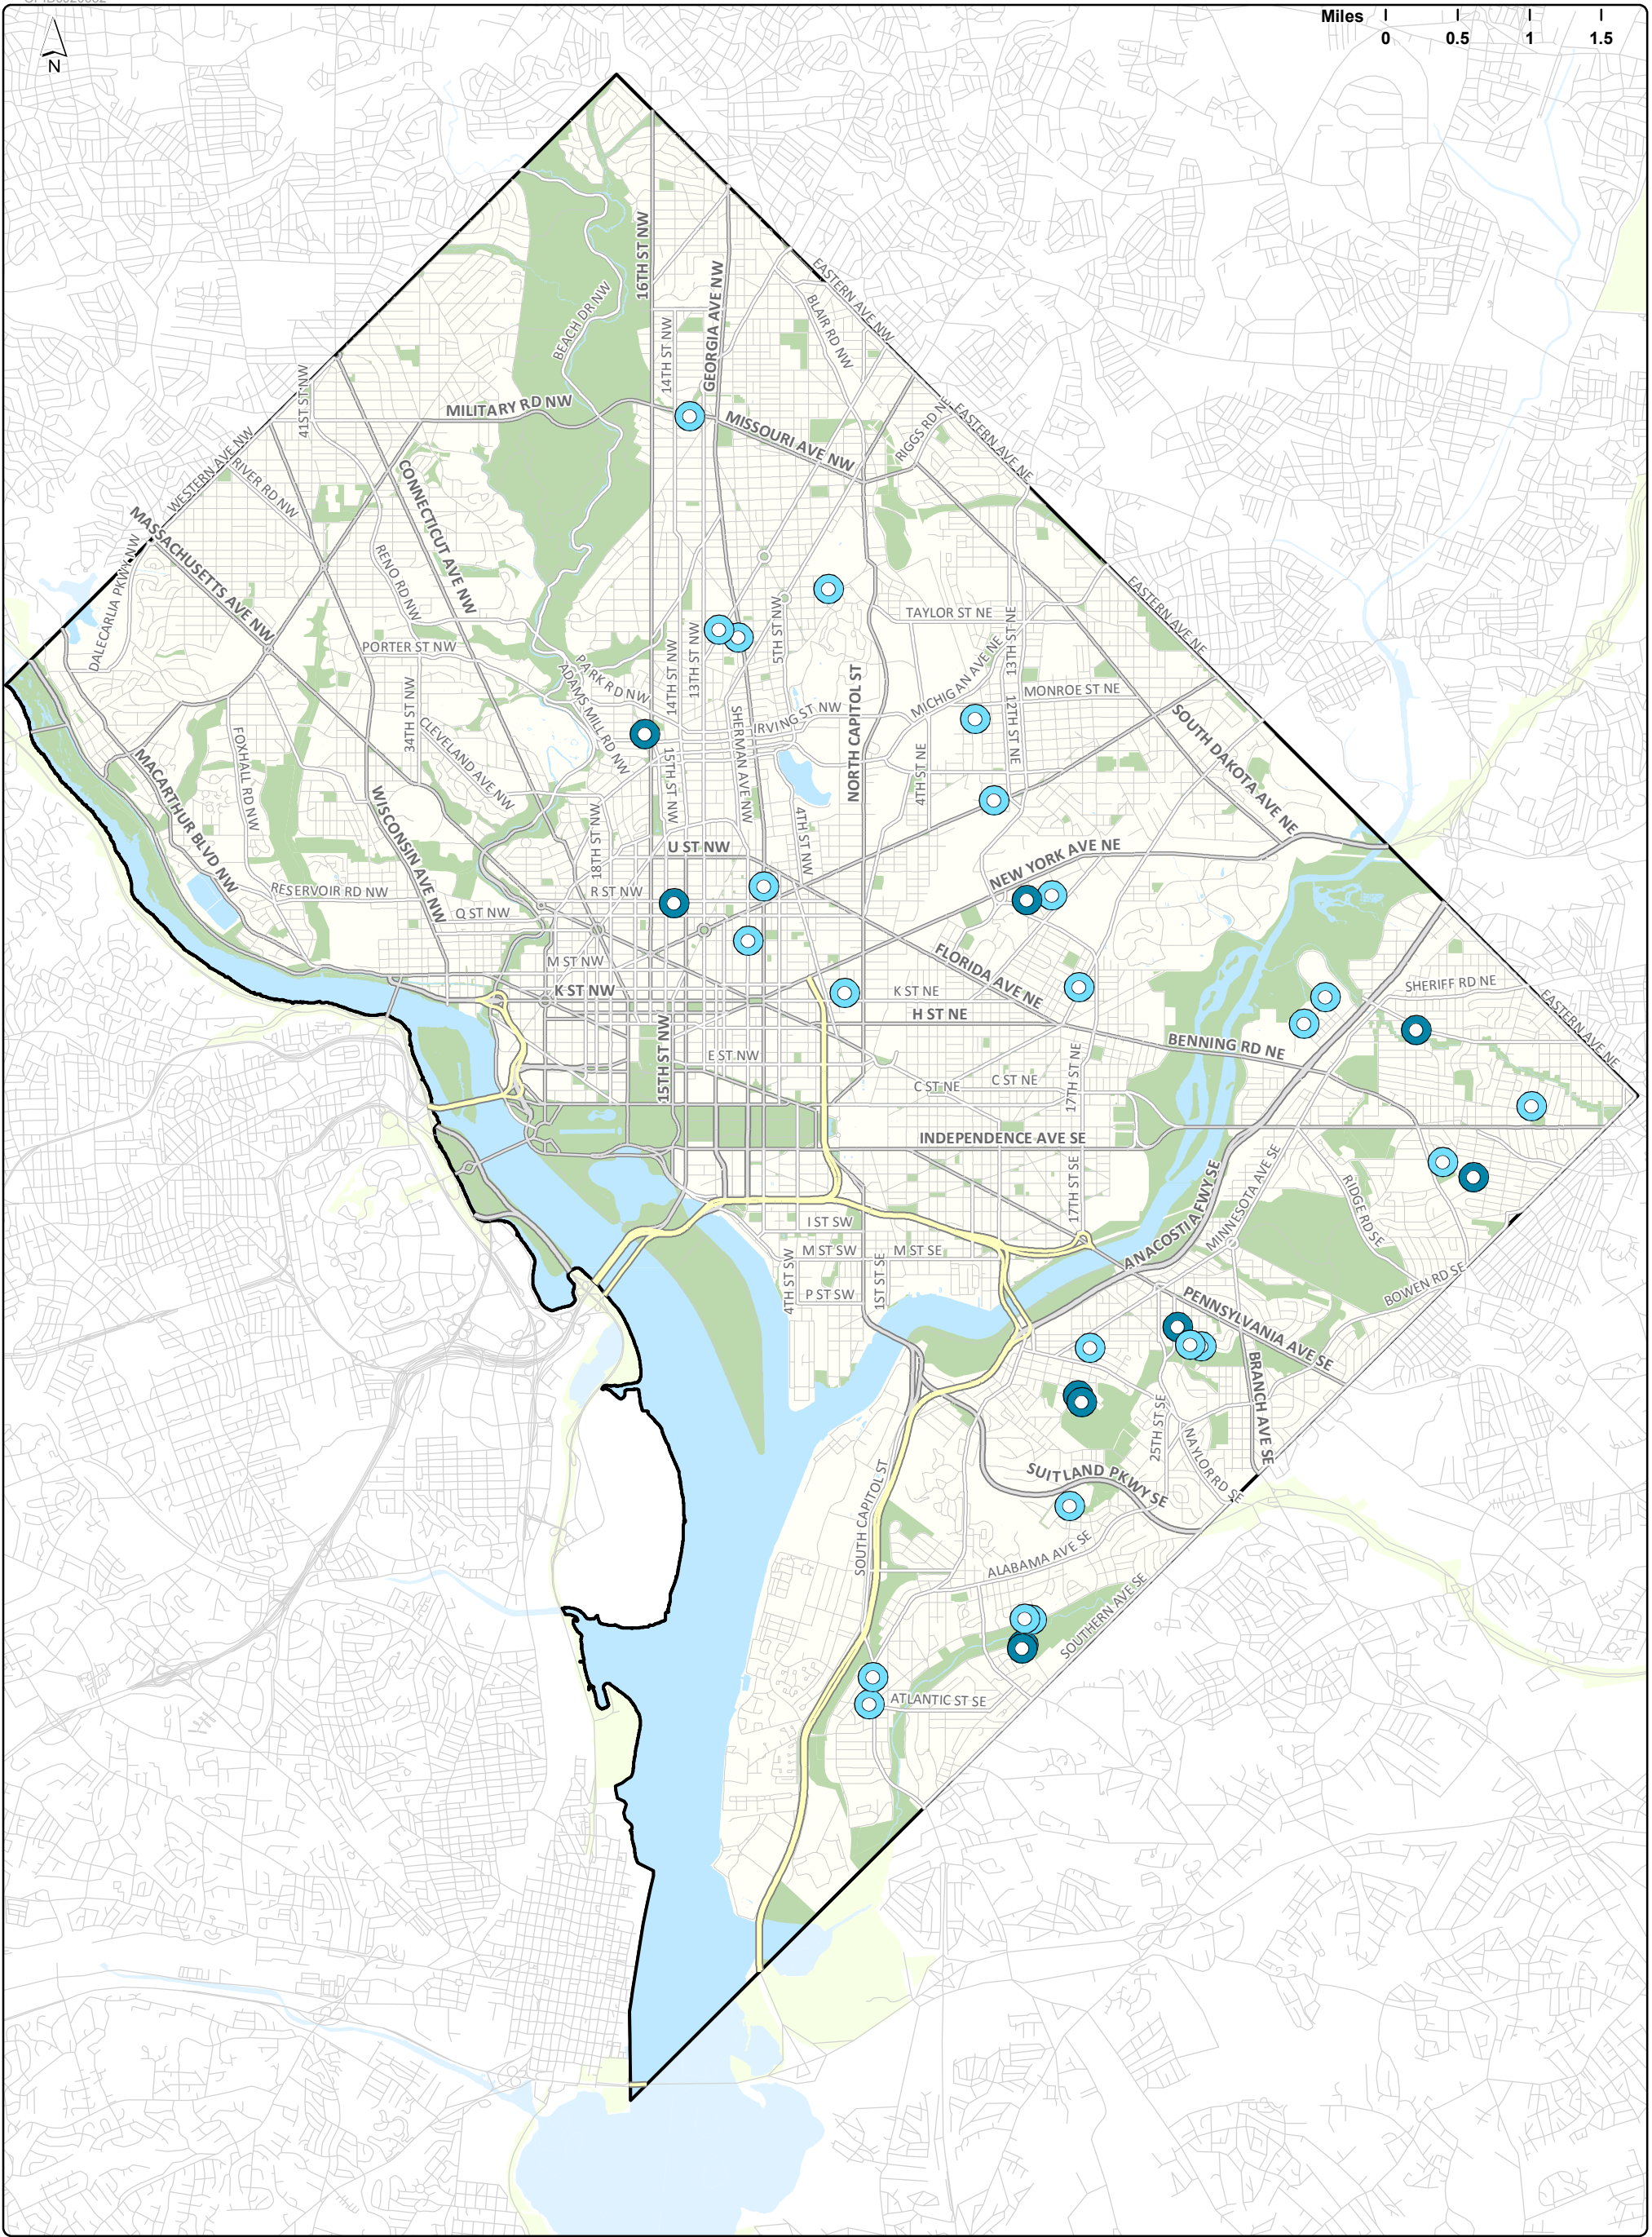 Miles
0 0.5 1 1.5
N
16TH ST NW
GEORGIA AVE NW
EASTERN AVE NW
BEACH DR NW
BLAIR RD NW
14TH ST NW
41ST ST NW
MILITARY RD NW
MISSOURI AVE NW
RIGGS RD NE
EASTERN AVE NE
WESTERN AVE NW
RIVER RD NW
CONNECTICUT AVE NW
MASSACHUSETTS AVE NW
RENO RD NW
DALECARLIA PKWY NW
EASTERN AVE NE
TAYLOR ST NE
13TH ST NE
5TH ST NW
PORTER ST NW
PARK RD NW
14TH ST NW
13TH ST NW
MICHIGAN AVE NE
ADAMS MILL RD NW
MONROE ST NE
12TH ST NE
34TH ST NW
NORTH CAPITOL ST
IRVING ST NW
SHERMAN AVE NW
SOUTH DAKOTA AVE NE
CLEVELAND AVE NW
FOXHALL RD NW
MACARTHUR BLVD NW
15TH ST NW
4TH ST NE
WISCONSIN AVE NW
18TH ST NW
4TH ST NW
U ST NW
NEW YORK AVE NE
RESERVOIR RD NW
R ST NW
Q ST NW
M ST NW
FLORIDA AVE NE
K ST NW
K ST NE
SHERIFF RD NE
H ST NE
EASTERN AVE NE
BENNING RD NE
15TH ST NW
E ST NW
C ST NE
C ST NE
17TH ST NE
INDEPENDENCE AVE SE
17TH ST SE
ANACOSTIA FWY SE
MINNESOTA AVE SE
RIDGE RD SE
I ST SW
M ST SW
M ST SE
4TH ST SW
1ST ST SE
P ST SW
BOWEN RD SE
PENNSYLVANIA AVE SE
BRANCH AVE SE
25TH ST SE
NAYLOR RD SE
SUITLAND PKWY SE
SOUTH CAPITOL ST
ALABAMA AVE SE
SOUTHERN AVE SE
ATLANTIC ST SE